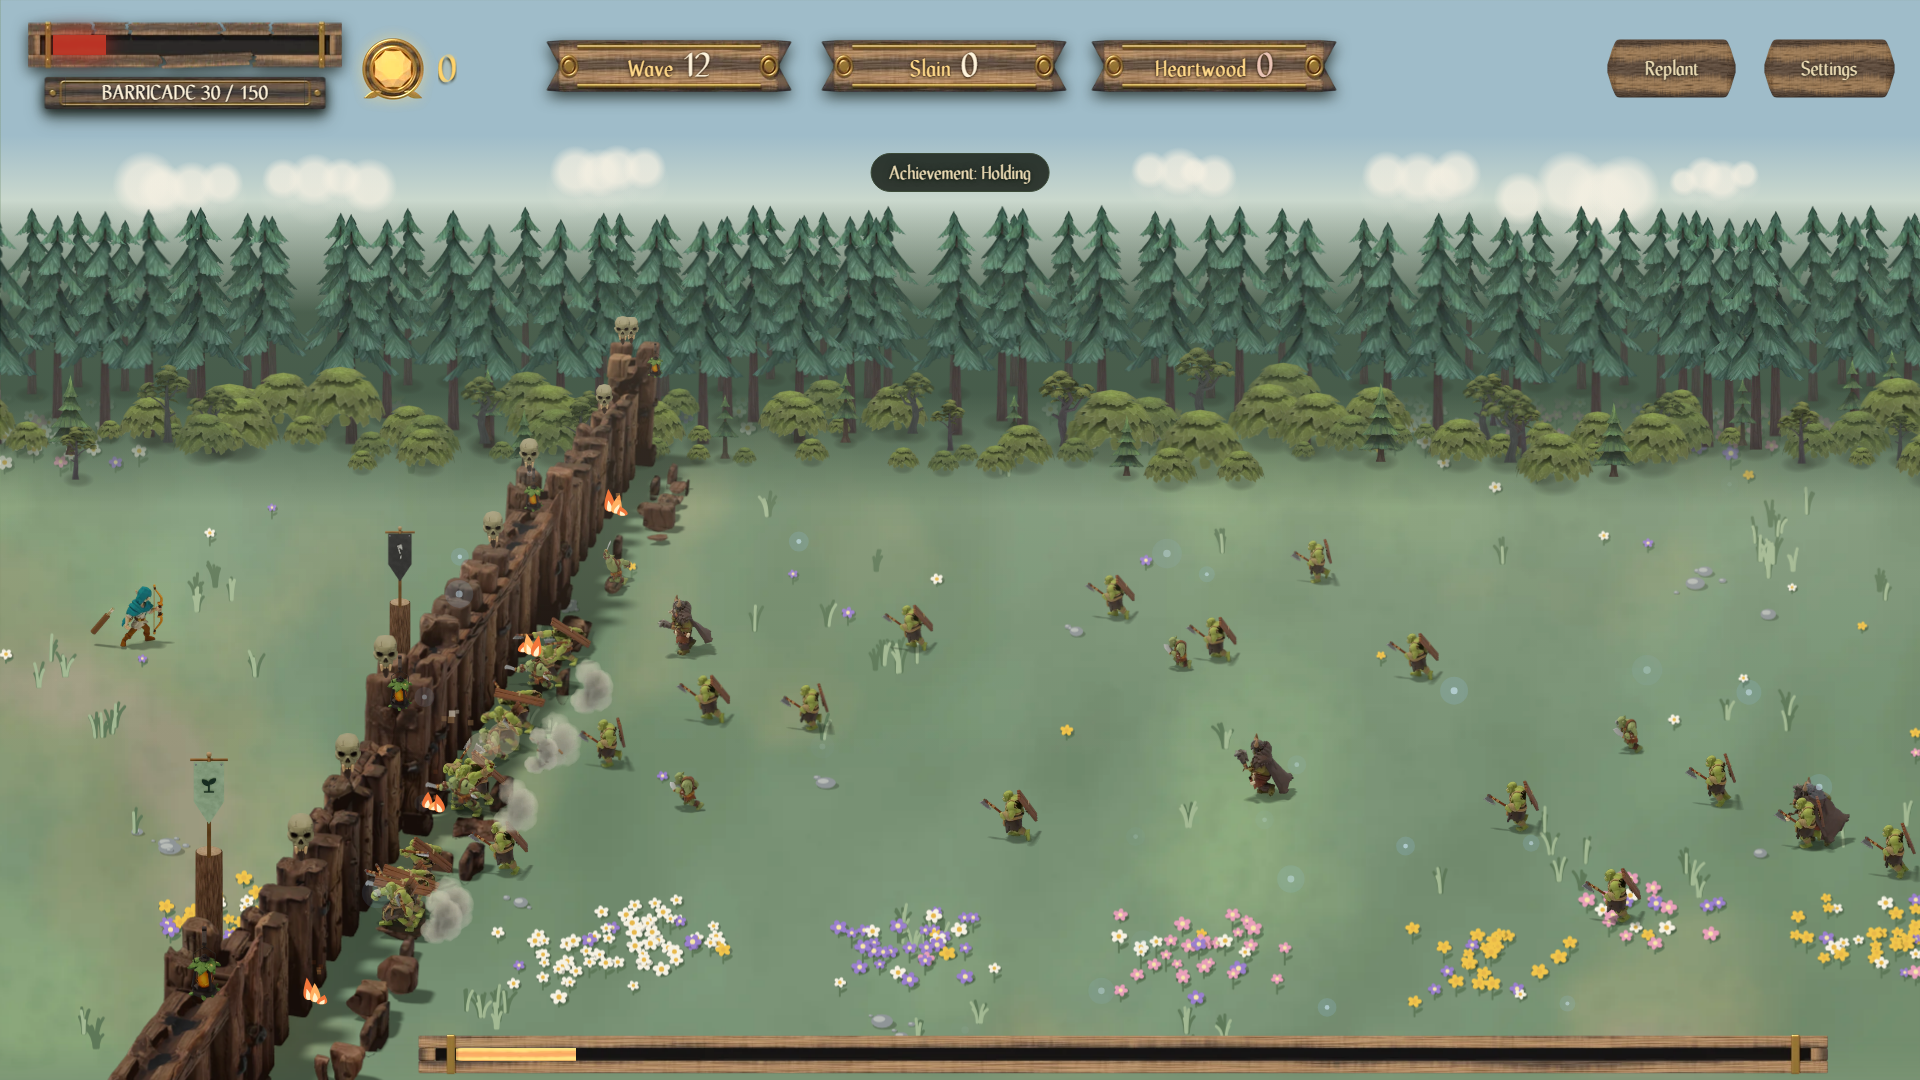 BARRICADE 30 / 150
0
Wave 12
Slain 0
Heartwood 0
Replant
Settings
Achievement: Holding